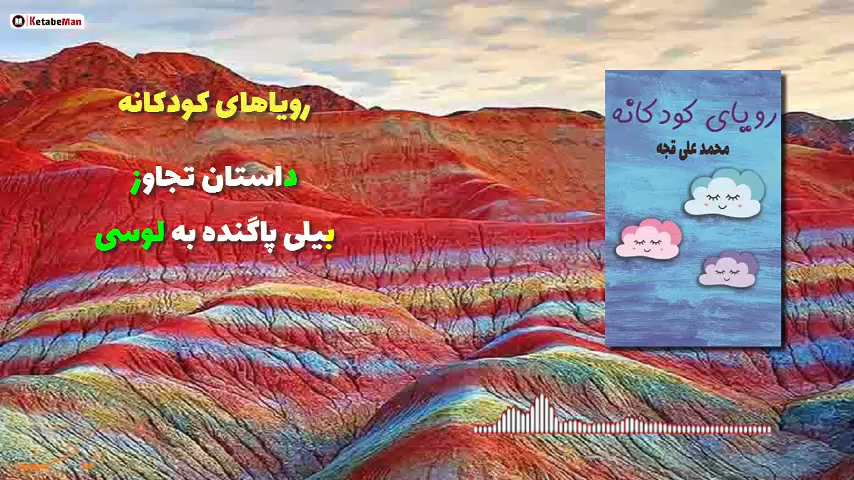 KetabeMan
رویاهای کودکانه
داستان تجاوز
بیلی پاگنده به لوسی
رویای کودکانه
محمد علی قجه